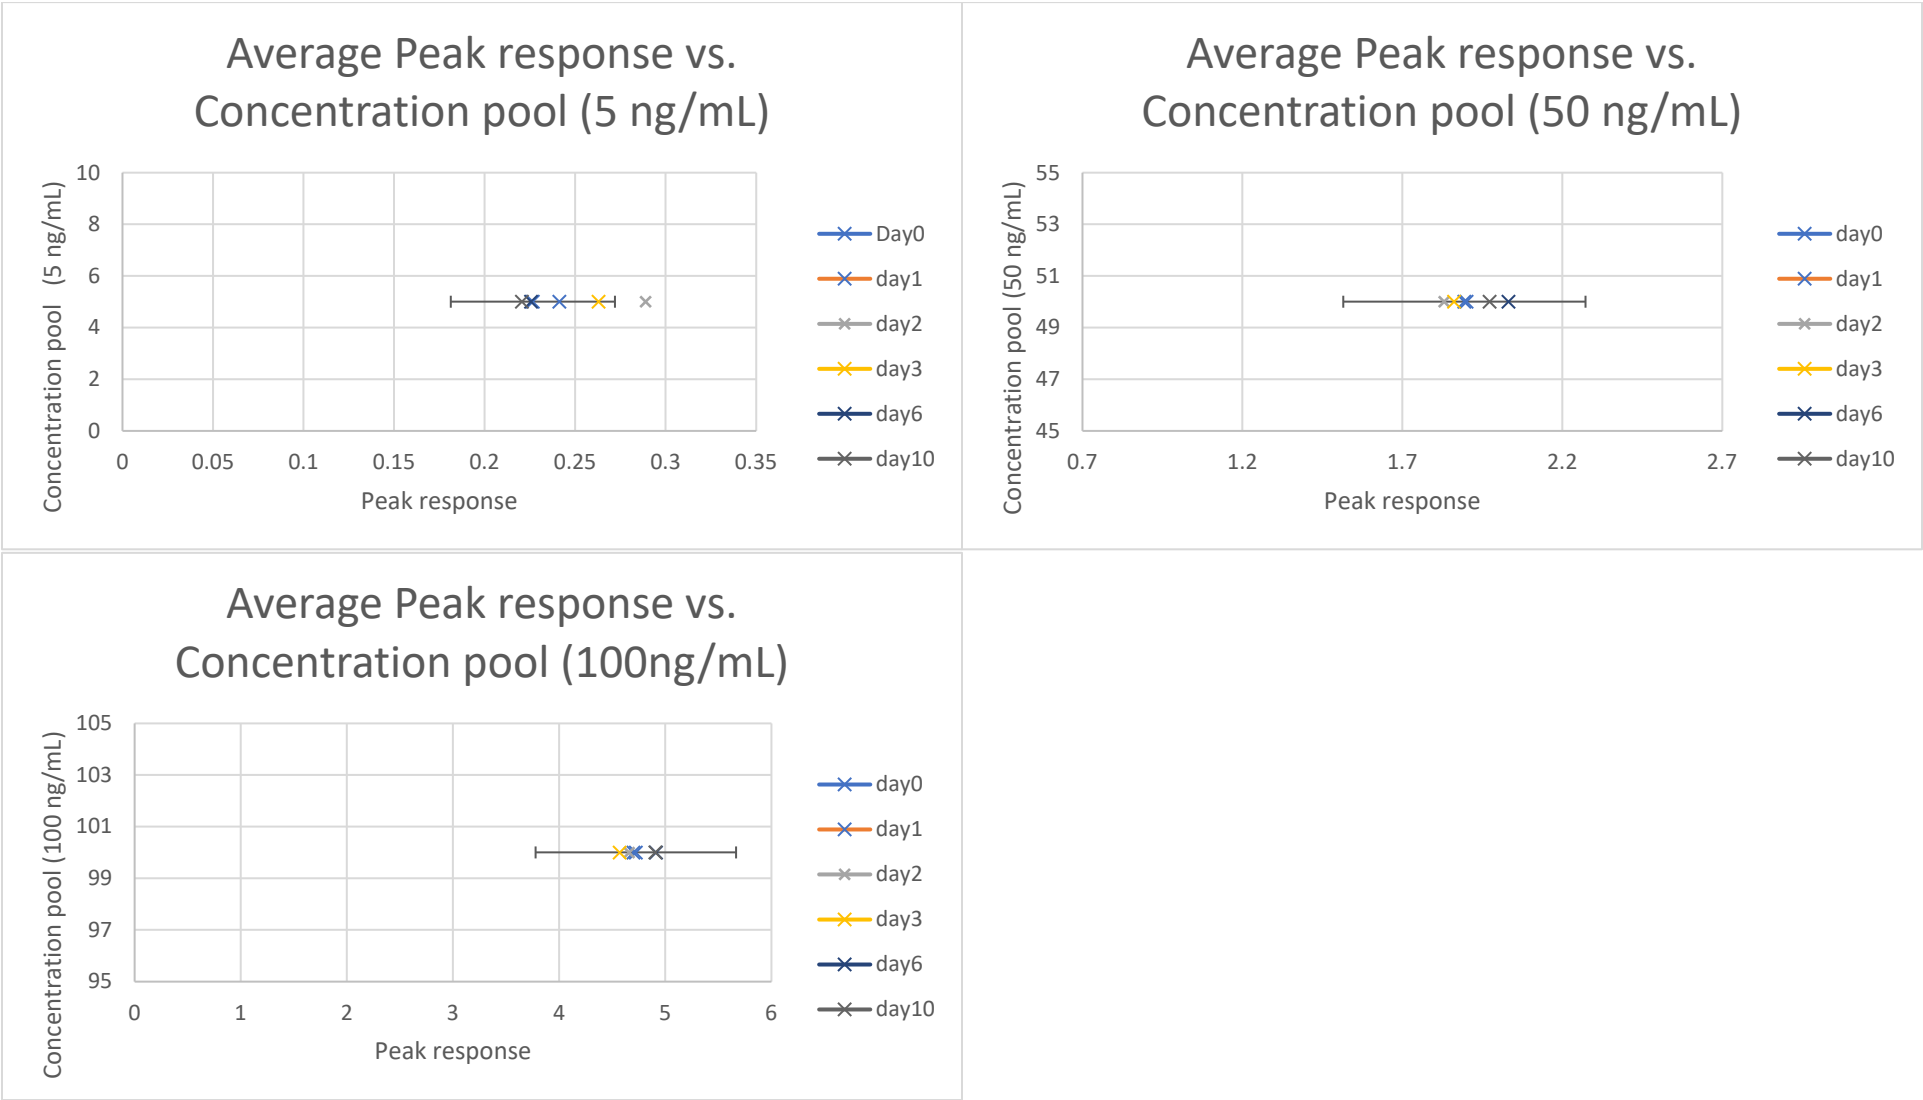 Average Peak response vs.
Concentration pool (5 ng/mL)
Concentration pool  (5 ng/mL)
10
8
6
4
2
0
0 0.05 0.1 0.15 0.2 0.25 0.3 0.35
Peak response
Day0
day1
day2
day3
day6
day10
Average Peak response vs.
Concentration pool (50 ng/mL)
Concentration pool (50 ng/mL)
55
53
51
49
47
45
0.7 1.2 1.7 2.2 2.7
Peak response
day0
day1
day2
day3
day6
day10
Average Peak response vs.
Concentration pool (100ng/mL)
Concentration pool (100 ng/mL)
105
103
101
99
97
95
0 1 2 3 4 5 6
Peak response
day0
day1
day2
day3
day6
day10